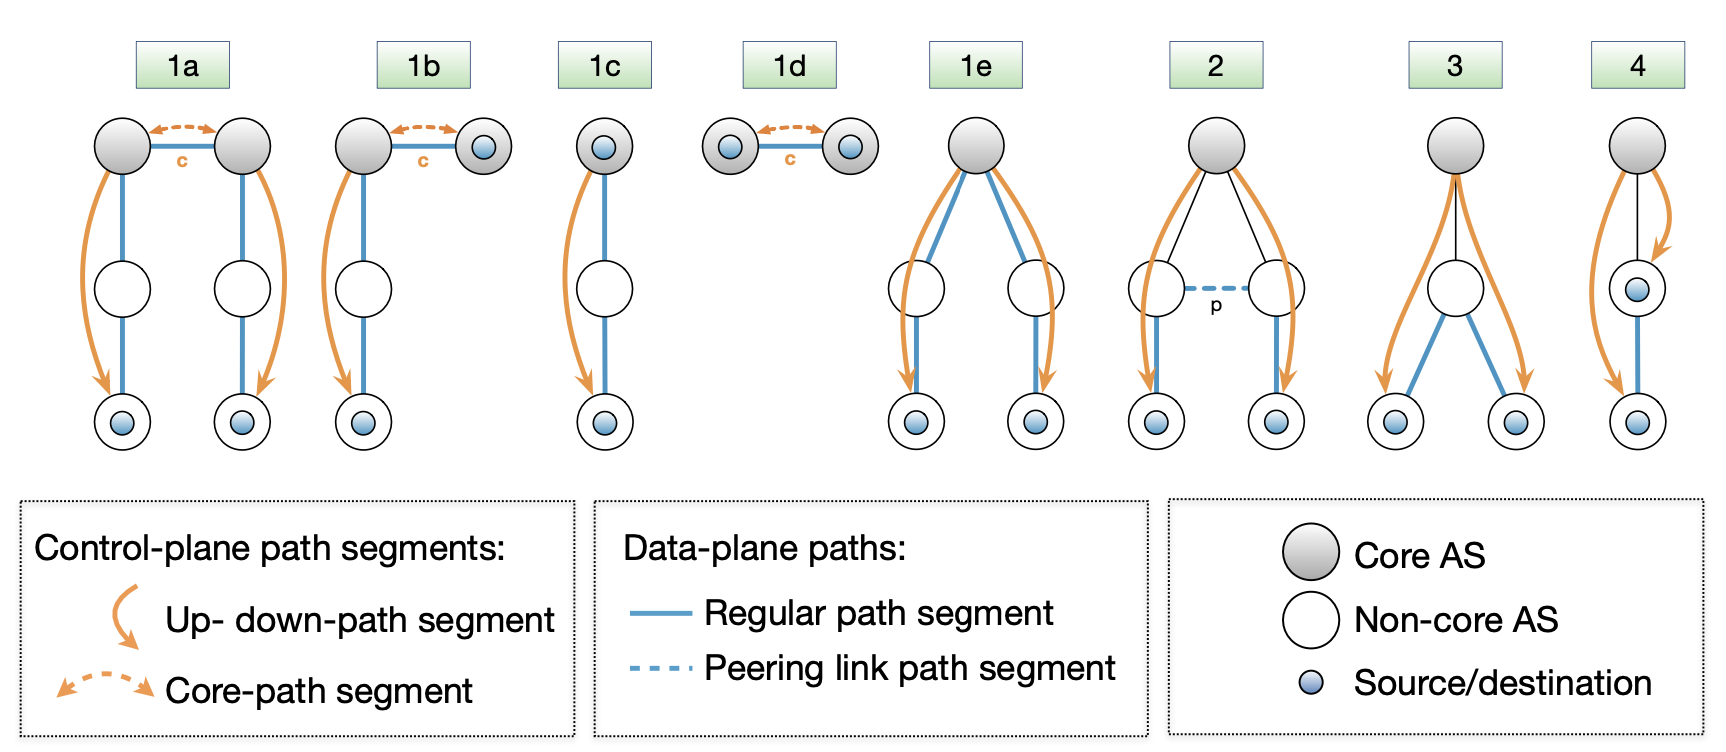 1a
1b
1c
1d
1e
2
3
4
c
c
c
p
Control-plane path segments:
Up- down-path segment
Core-path segment
Data-plane paths:
Regular path segment
Peering link path segment
Core AS
Non-core AS
Source/destination